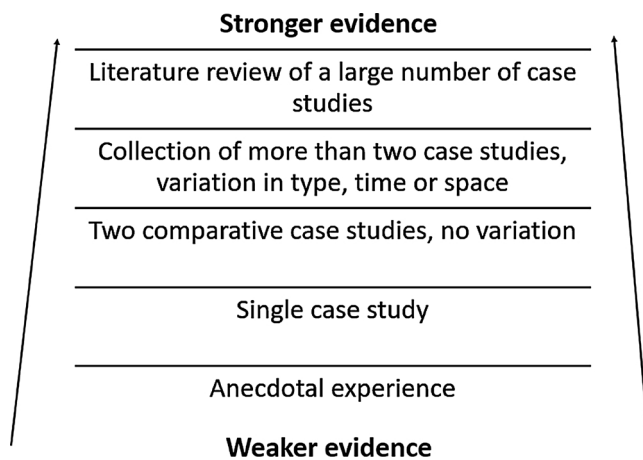 Stronger evidence
Literature review of a large number of case
studies
Collection of more than two case studies,
variation in type, time or space
Two comparative case studies, no variation
Single case study
Anecdotal experience
Weaker evidence